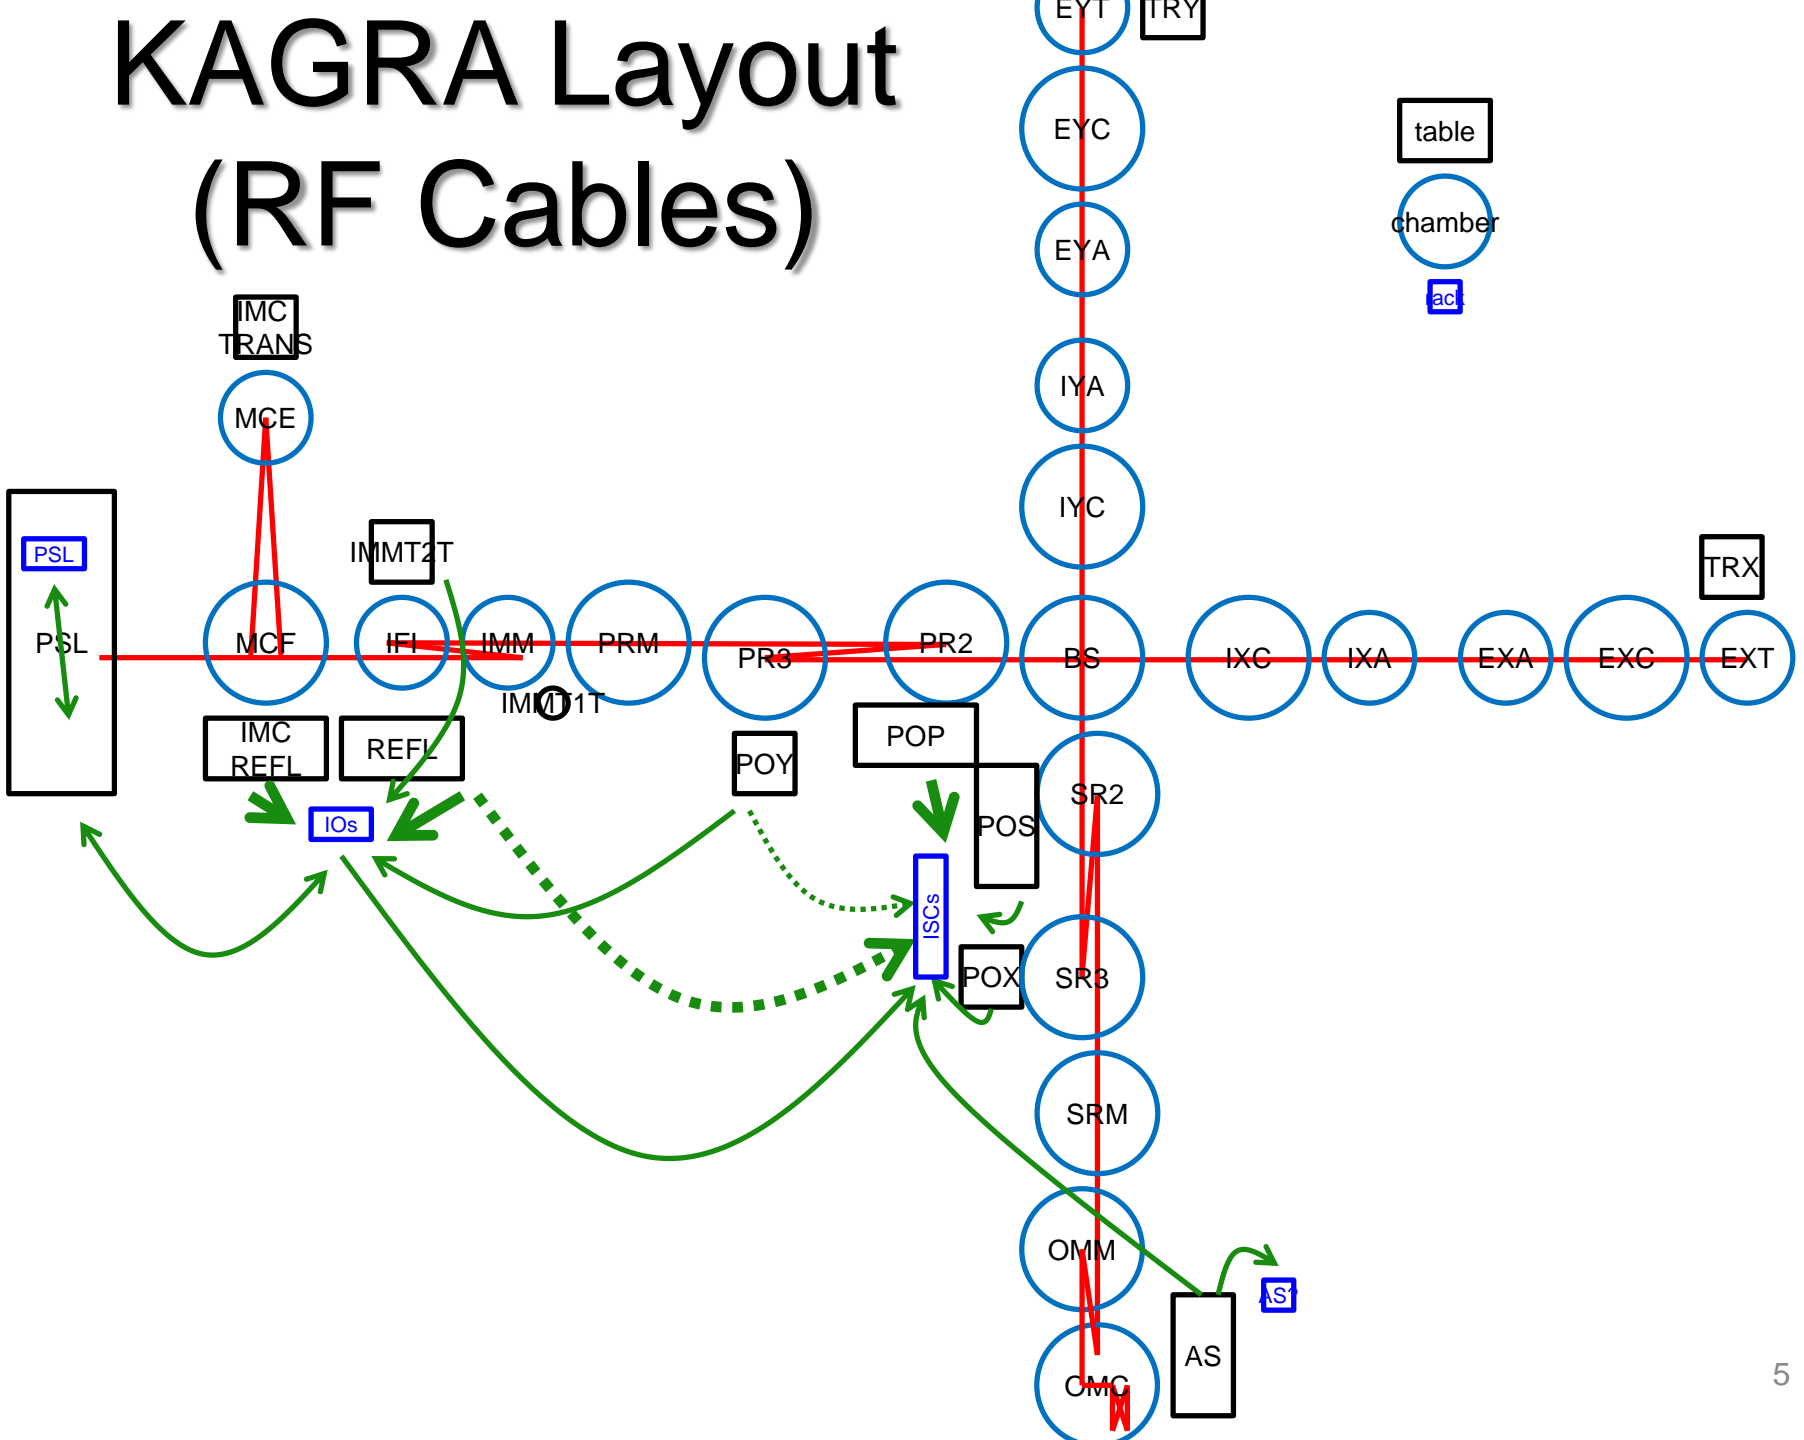 KAGRA Layout
(RF Cables)
EYT
TRY
EYC
table
chamber
rack
EYA
IMC
TRANS
MCE
IYA
IYC
PSL
IMMT2T
TRX
PSL
MCF
IFI
IMM
PRM
PR3
PR2
BS
IXC
IXA
EXA
EXC
EXT
IMMT1T
IMC
REFL
REFL
POY
POP
IOs
POS
SR2
ISCs
POX
SR3
SRM
OMM
AS?
AS
OMC
5